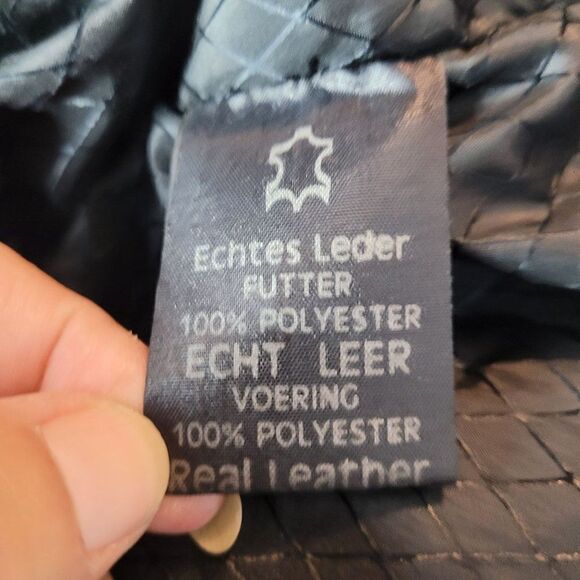 Echtes Leder
FUTTER
100% POLYESTER
ECHT LEER
VOERING
100% POLYESTER
Real Leather